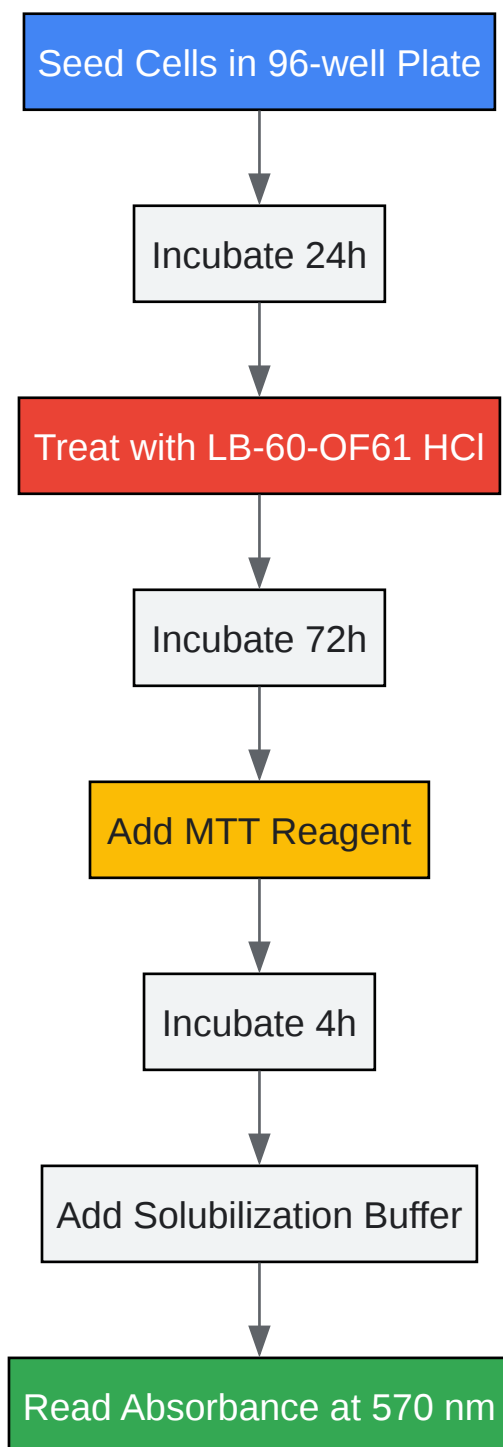 Seed Cells in 96-well Plate
Incubate 24h
Treat with LB-60-OF61 HCl
Incubate 72h
Add MTT Reagent
Incubate 4h
Add Solubilization Buffer
Read Absorbance at 570 nm